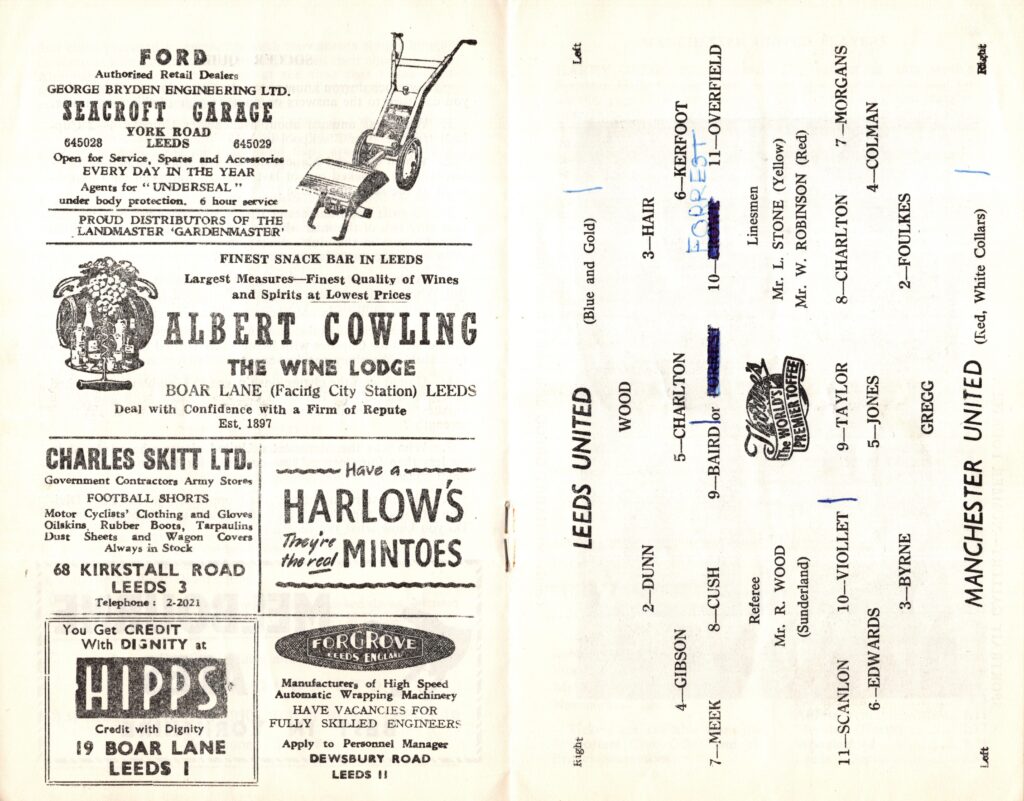 FORD
Authorised Retail Dealers
GEORGE BRYDEN ENGINEERING LTD.
SEACROFT GARAGE
YORK ROAD
645028 LEEDS 645029
Open for Service, Spares and Accessories
EVERY DAY IN THE YEAR
Agents for "UNDERSEAL"
under body protection. 6 hour service
PROUD DISTRIBUTORS OF THE
LANDMASTER 'GARDENMASTER'
FINEST SNACK BAR IN LEEDS
Largest Measures—Finest Quality of Wines
and Spirits at Lowest Prices
ALBERT COWLING
THE WINE LODGE
BOAR LANE (Facing City Station) LEEDS
Deal with Confidence with a Firm of Repute
Est. 1897
CHARLES SKITT LTD.
Government Contractors Army Stores
FOOTBALL SHORTS
Motor Cyclists' Clothing and Gloves
Oilskins, Rubber Boots, Tarpaulins
Dust Sheets and Wagon Covers
Always in Stock
68 KIRKSTALL ROAD
LEEDS 3
Telephone : 2-2021
Have a
HARLOW'S
They're
the real MINTOES
You Get CREDIT
With DIGNITY at
HIPPS
Credit with Dignity
19 BOAR LANE
LEEDS 1
FORGROVE
LEEDS ENGLAND
Manufacturers of High Speed
Automatic Wrapping Machinery
HAVE VACANCIES FOR
FULLY SKILLED ENGINEERS
Apply to Personnel Manager
DEWSBURY ROAD
LEEDS 11
Right LEEDS UNITED (Blue and Gold) Left
WOOD
2—DUNN 3—HAIR
4—GIBSON 5—CHARLTON 6—KERFOOT
FORREST
7—MEEK 8—CUSH 9—BAIRD or FORREST 10—CROWE 11—OVERFIELD
Referee Linesmen
Mr. R. WOOD Mr. L. STONE (Yellow)
(Sunderland) Mr. W. ROBINSON (Red)
Thorne's
The WORLD'S
PREMIER TOFFEE
11—SCANLON 10—VIOLLET 9—TAYLOR 8—CHARLTON 7—MORGANS
6—EDWARDS 5—JONES 4—COLMAN
3—BYRNE 2—FOULKES
GREGG
Left MANCHESTER UNITED (Red, White Collars) Right